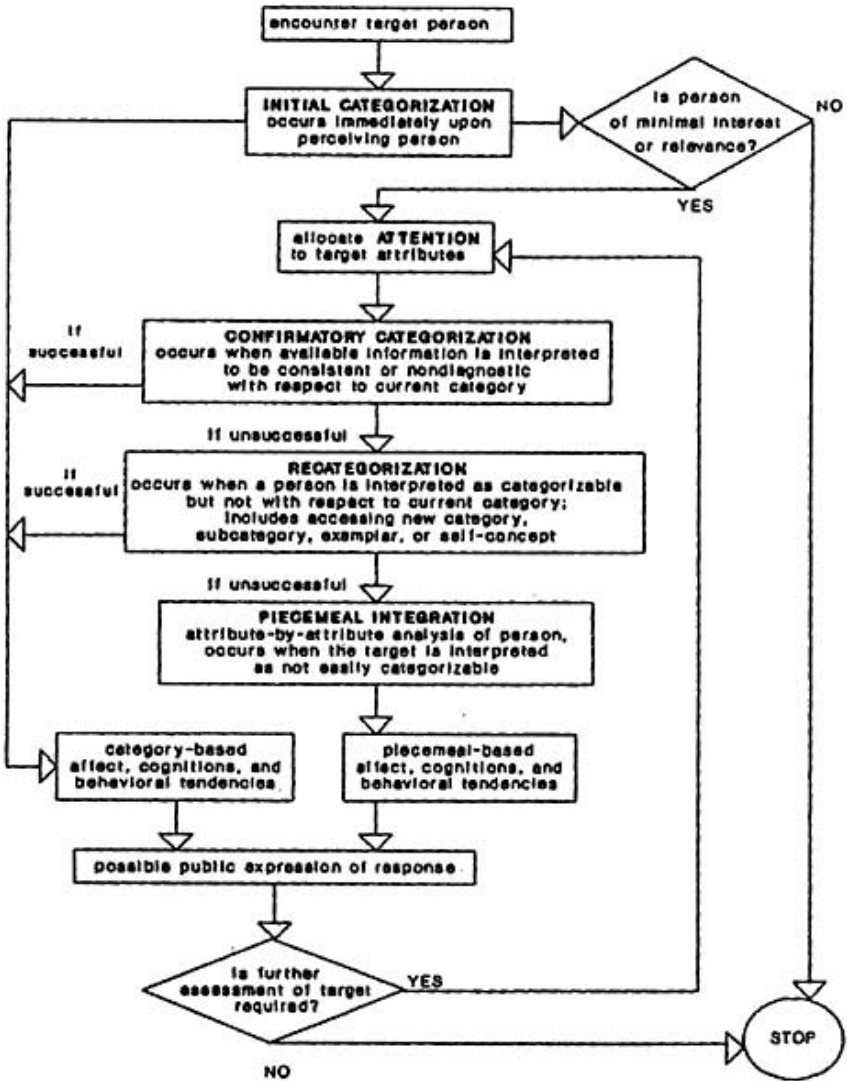 encounter target person
INITIAL CATEGORIZATION
occurs immediately upon
perceiving person
Is person
of minimal interest
or relevance?
NO
YES
allocate ATTENTION
to target attributes
If
successful
CONFIRMATORY CATEGORIZATION
occurs when available information is interpreted
to be consistent or nondiagnostic
with respect to current category
If unsuccessful
If
successful
RECATEGORIZATION
occurs when a person is interpreted as categorizable
but not with respect to current category;
includes accessing new category,
subcategory, exemplar, or self-concept
If unsuccessful
PIECEMEAL INTEGRATION
attribute-by-attribute analysis of person,
occurs when the target is interpreted
as not easily categorizable
category-based
affect, cognitions, and
behavioral tendencies
piecemeal-based
affect, cognitions, and
behavioral tendencies
possible public expression of response
Is further
assessment of target
required?
YES
NO
STOP